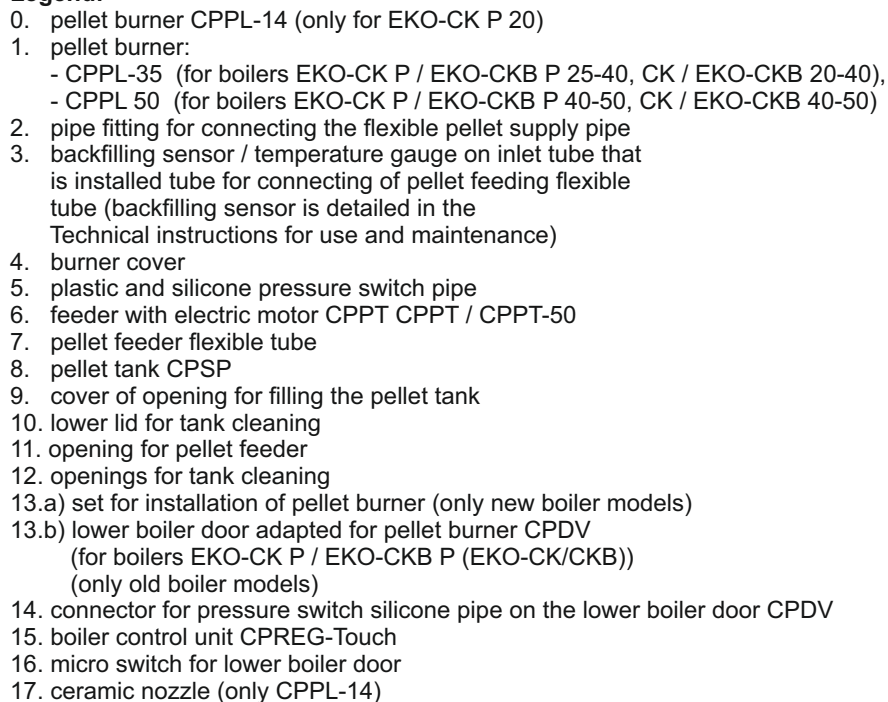 0. pellet burner CPPL-14 (only for EKO-CK P 20)
1. pellet burner:
- CPPL-35 (for boilers EKO-CK P / EKO-CKB P 25-40, CK / EKO-CKB 20-40),
- CPPL 50 (for boilers EKO-CK P / EKO-CKB P 40-50, CK / EKO-CKB 40-50)
2. pipe fitting for connecting the flexible pellet supply pipe
3. backfilling sensor / temperature gauge on inlet tube that
is installed tube for connecting of pellet feeding flexible
tube (backfilling sensor is detailed in the
Technical instructions for use and maintenance)
4. burner cover
5. plastic and silicone pressure switch pipe
6. feeder with electric motor CPPT CPPT / CPPT-50
7. pellet feeder flexible tube
8. pellet tank CPSP
9. cover of opening for filling the pellet tank
10. lower lid for tank cleaning
11. opening for pellet feeder
12. openings for tank cleaning
13.a) set for installation of pellet burner (only new boiler models)
13.b) lower boiler door adapted for pellet burner CPDV
(for boilers EKO-CK P / EKO-CKB P (EKO-CK/CKB))
(only old boiler models)
14. connector for pressure switch silicone pipe on the lower boiler door CPDV
15. boiler control unit CPREG-Touch
16. micro switch for lower boiler door
17. ceramic nozzle (only CPPL-14)